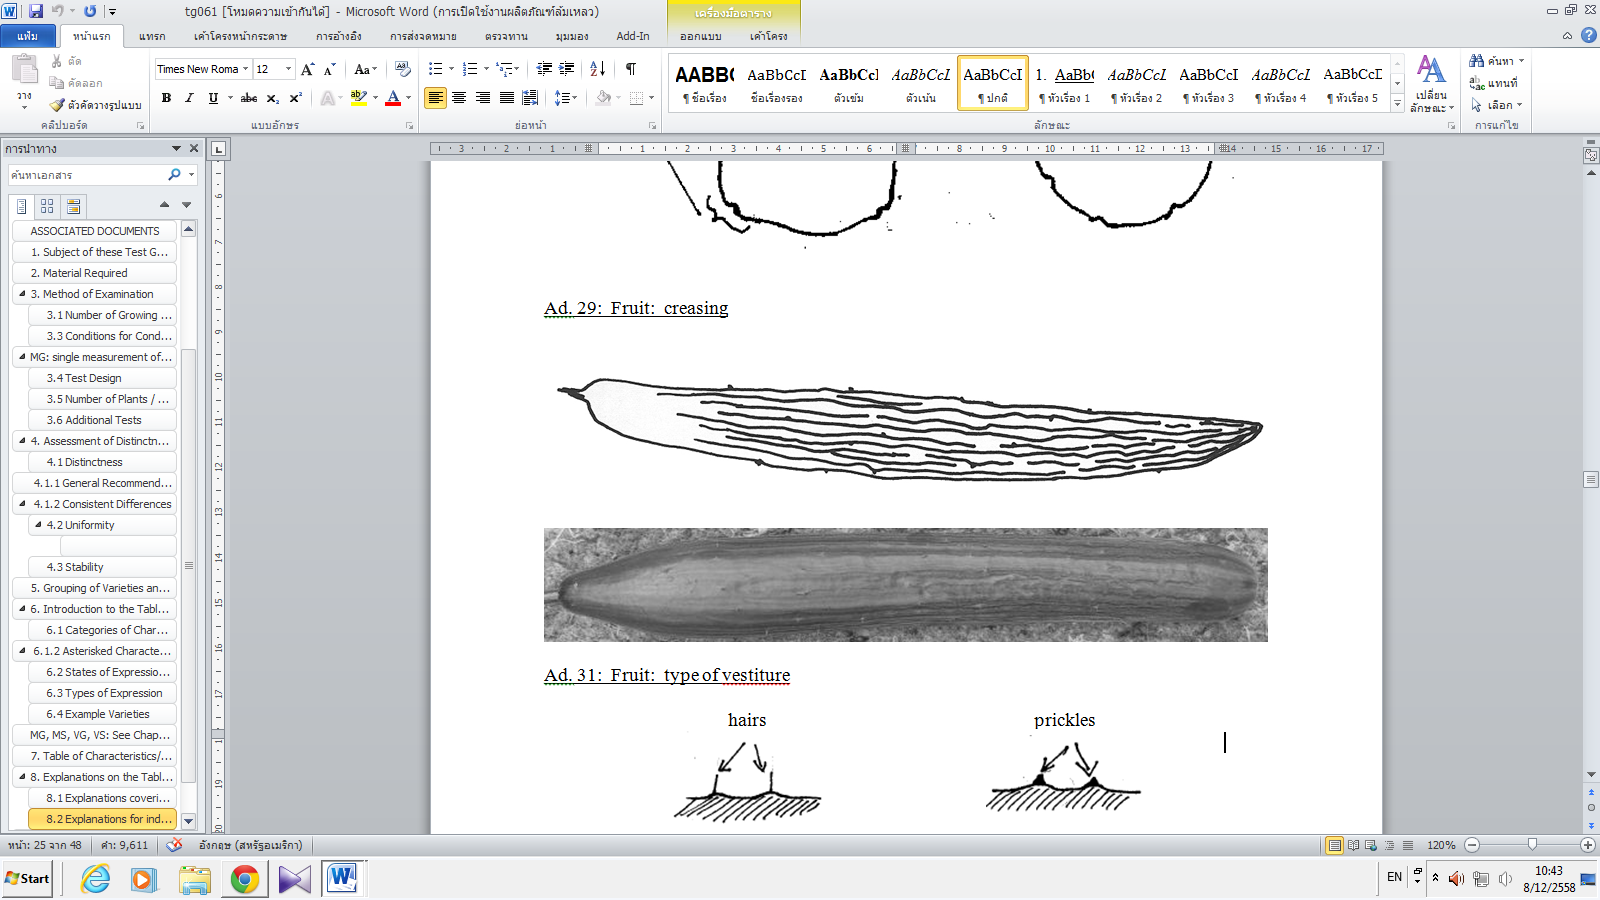 tg061 [โหมดความเข้ากันได้] - Microsoft Word (การเปิดใช้งานผลิตภัณฑ์ล้มเหลว)
เครื่องมือตาราง
แฟ้ม หน้าแรก แทรก เค้าโครงหน้ากระดาษ การอ้างอิง การส่งจดหมาย ตรวจทาน มุมมอง Add-In ออกแบบ เค้าโครง
วาง
ตัด
คัดลอก
ตัวคัดวางรูปแบบ
คลิปบอร์ด
Times New Roma 12
แบบอักษร
ย่อหน้า
AABBC AaBbCcI AaBbCcI AaBbCcL AaBbCcI 1. AaBbC AaBbCcI AaBbCcI AaBbCcI AaBbCcD
¶ ชื่อเรื่อง ชื่อเรื่องรอง ตัวเข้ม ตัวเน้น ¶ ปกติ ¶ หัวเรื่อง 1 ¶ หัวเรื่อง 2 ¶ หัวเรื่อง 3 ¶ หัวเรื่อง 4 ¶ หัวเรื่อง 5
เปลี่ยน
ลักษณะ
ลักษณะ
ค้นหา
แทนที่
เลือก
การแก้ไข
การนำทาง
ค้นหาเอกสาร
ASSOCIATED DOCUMENTS
1. Subject of these Test G...
2. Material Required
3. Method of Examination
3.1 Number of Growing ...
3.3 Conditions for Cond...
MG: single measurement of...
3.4 Test Design
3.5 Number of Plants / ...
3.6 Additional Tests
4. Assessment of Distinctn...
4.1 Distinctness
4.1.1 General Recommend...
4.1.2 Consistent Differences
4.2 Uniformity
4.3 Stability
5. Grouping of Varieties an...
6. Introduction to the Tabl...
6.1 Categories of Char...
6.1.2 Asterisked Characte...
6.2 States of Expressio...
6.3 Types of Expression
6.4 Example Varieties
MG, MS, VG, VS: See Chap...
7. Table of Characteristics/...
8. Explanations on the Tabl...
8.1 Explanations coveri...
8.2 Explanations for ind...
Ad. 29: Fruit: creasing
Ad. 31: Fruit: type of vestiture
hairs prickles
หน้า: 25 จาก 48 คำ: 9,611 อังกฤษ (สหรัฐอเมริกา) 120%
Start EN 10:43
8/12/2558